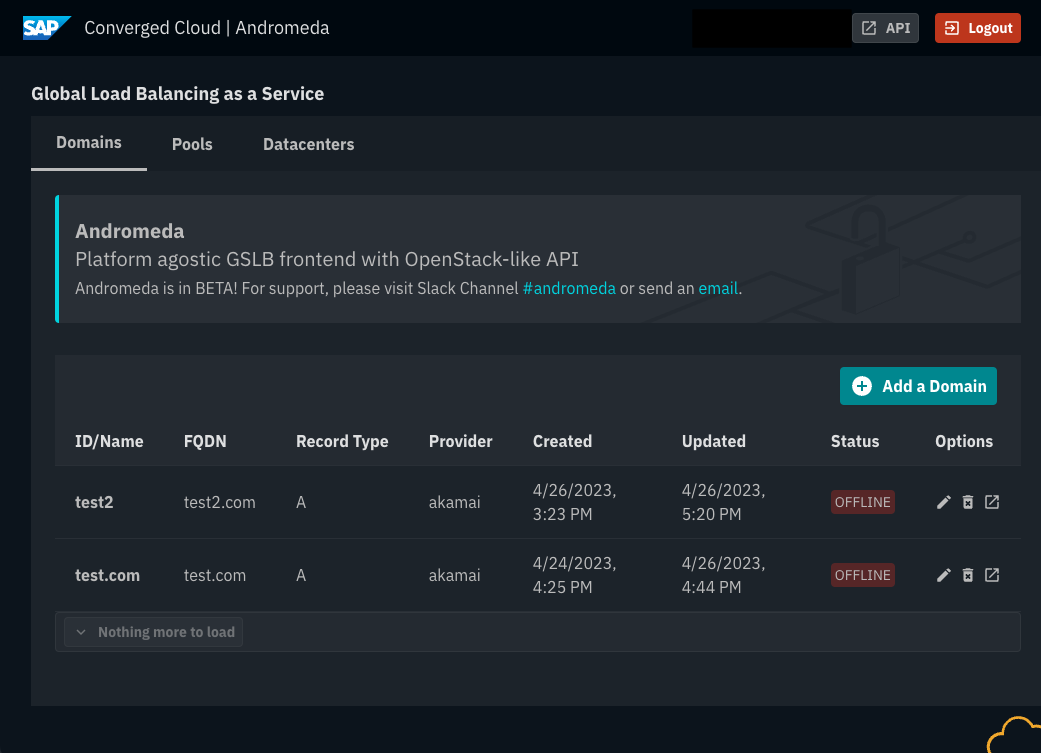 SAP Converged Cloud | Andromeda API Logout
Global Load Balancing as a Service
Domains Pools Datacenters
Andromeda
Platform agostic GSLB frontend with OpenStack-like API
Andromeda is in BETA! For support, please visit Slack Channel #andromeda or send an email.
Add a Domain
ID/Name FQDN Record Type Provider Created Updated Status Options
test2 test2.com A akamai 4/26/2023, 3:23 PM 4/26/2023, 5:20 PM OFFLINE
test.com test.com A akamai 4/24/2023, 4:25 PM 4/26/2023, 4:44 PM OFFLINE
Nothing more to load